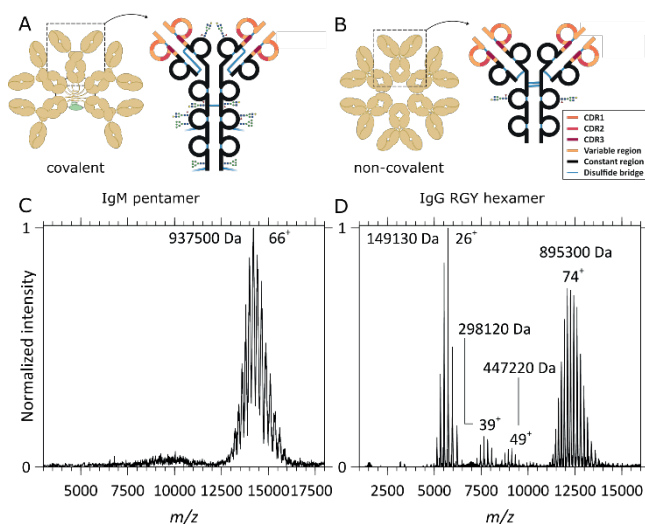 A
B
covalent
non-covalent
CDR1
CDR2
CDR3
Variable region
Constant region
Disulfide bridge
C
IgM pentamer
D
IgG RGY hexamer
Normalized intensity
1
937500 Da
66+
0
5000
7500
10000
12500
15000
17500
m/z
1
149130 Da
26+
895300 Da
74+
298120 Da
447220 Da
39+
49+
0
2500
5000
7500
10000
12500
15000
m/z